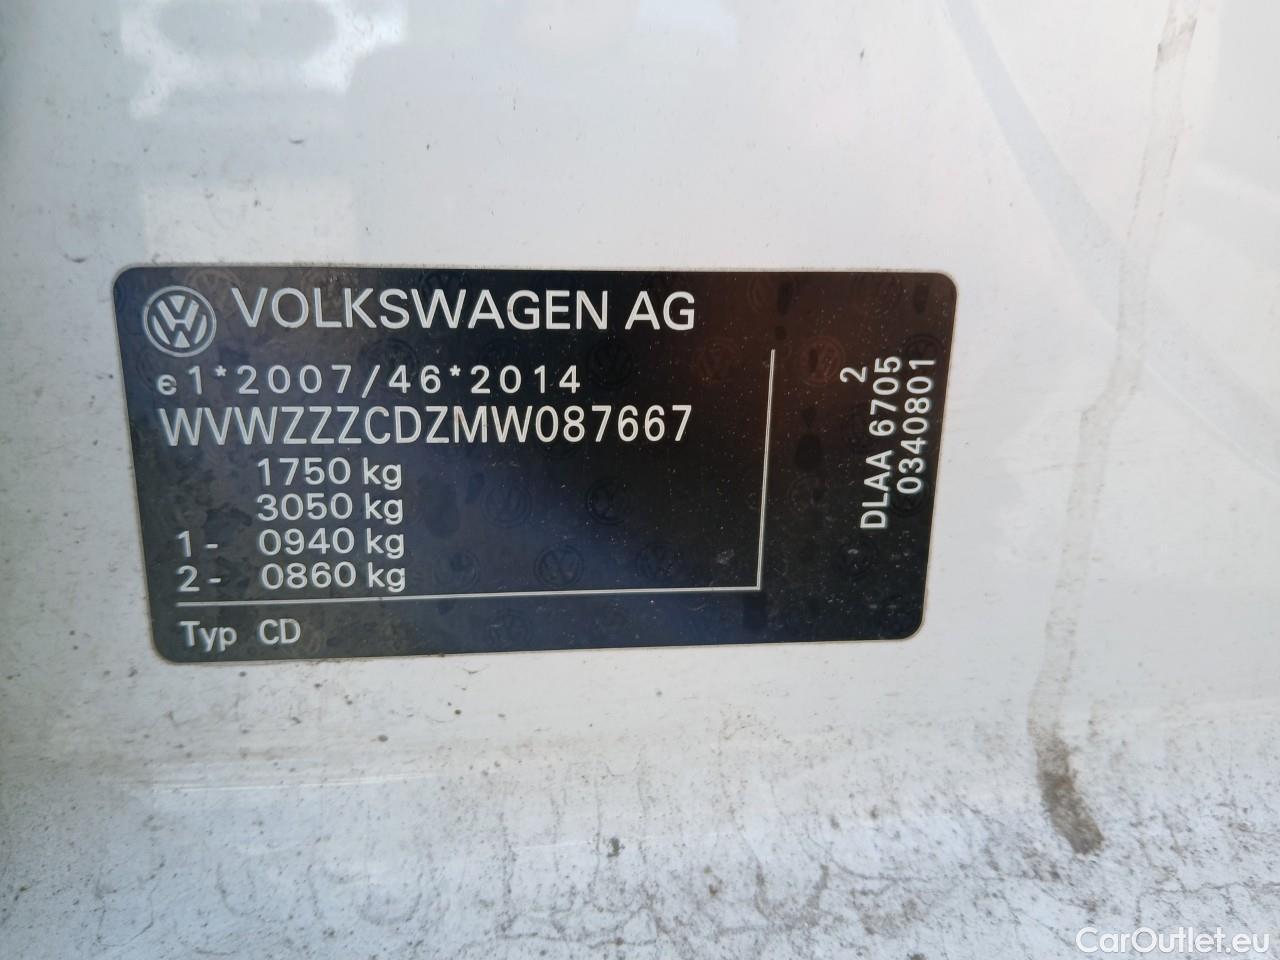 VOLKSWAGEN AG
e1*2007/46*2014
WVWZZZCDZMW087667
1750 kg
3050 kg
1- 0940 kg
2- 0860 kg
Typ CD
2
DLAA 6705
0340801
CarOutlet.eu